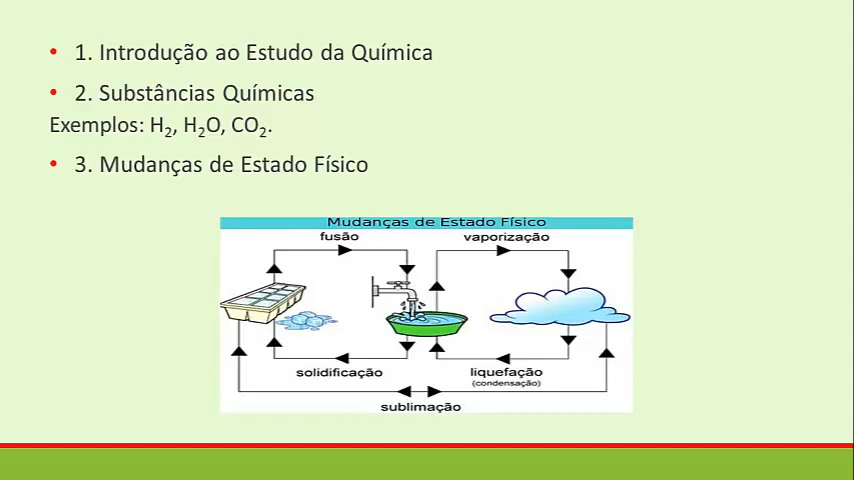 • 1. Introdução ao Estudo da Química
• 2. Substâncias Químicas
Exemplos: H₂, H₂O, CO₂.
• 3. Mudanças de Estado Físico
Mudanças de Estado Físico
fusão
vaporização
solidificação
liquefação
(condensação)
sublimação